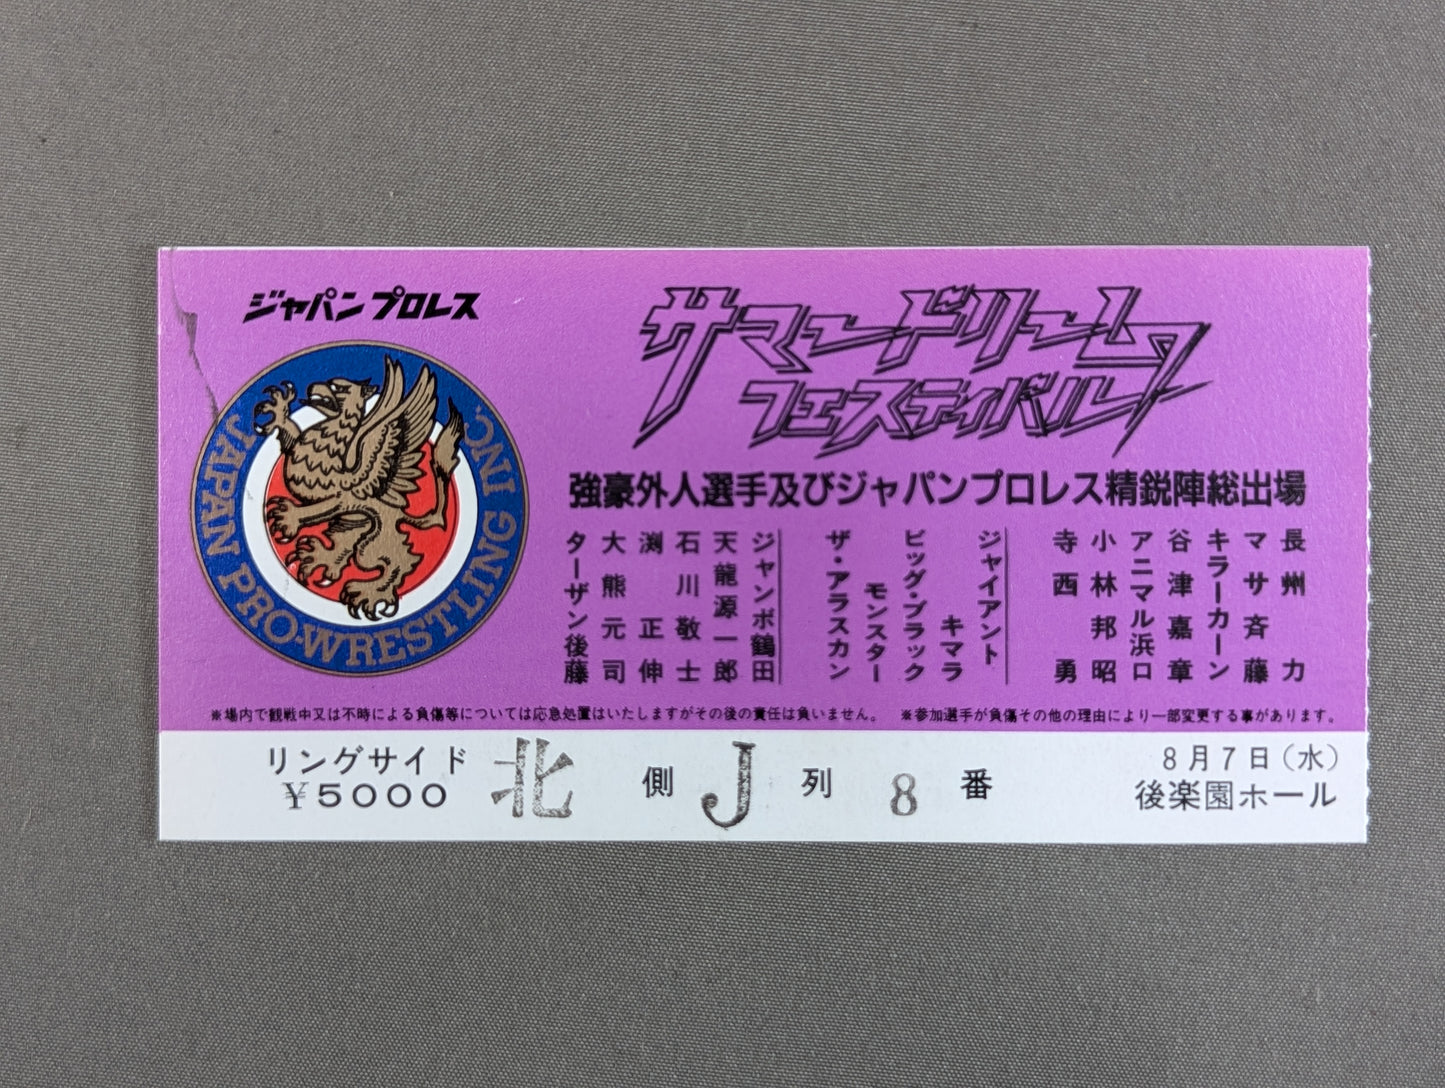 ジャパンプロレス
JAPAN PRO-WRESTLING INC.
サマードリーム
フェスティバル
強豪外人選手及びジャパンプロレス精鋭陣総出場
長州力
マサ斉藤
キラーカーン
谷津嘉章
アニマル浜口
小林邦昭
寺西勇
ジャイアント
キマラ
ビッグ・ブラック
モンスター
ザ・アラスカン
ジャンボ鶴田
天龍源一郎
石川敬士
渕正伸
大熊元司
ターザン後藤
※場内で観戦中又は不時による負傷等については応急処置はいたしますがその後の責任は負いません。 ※参加選手が負傷その他の理由により一部変更する事があります。
リングサイド
¥5000
北側J列8番
8月7日(水)
後楽園ホール